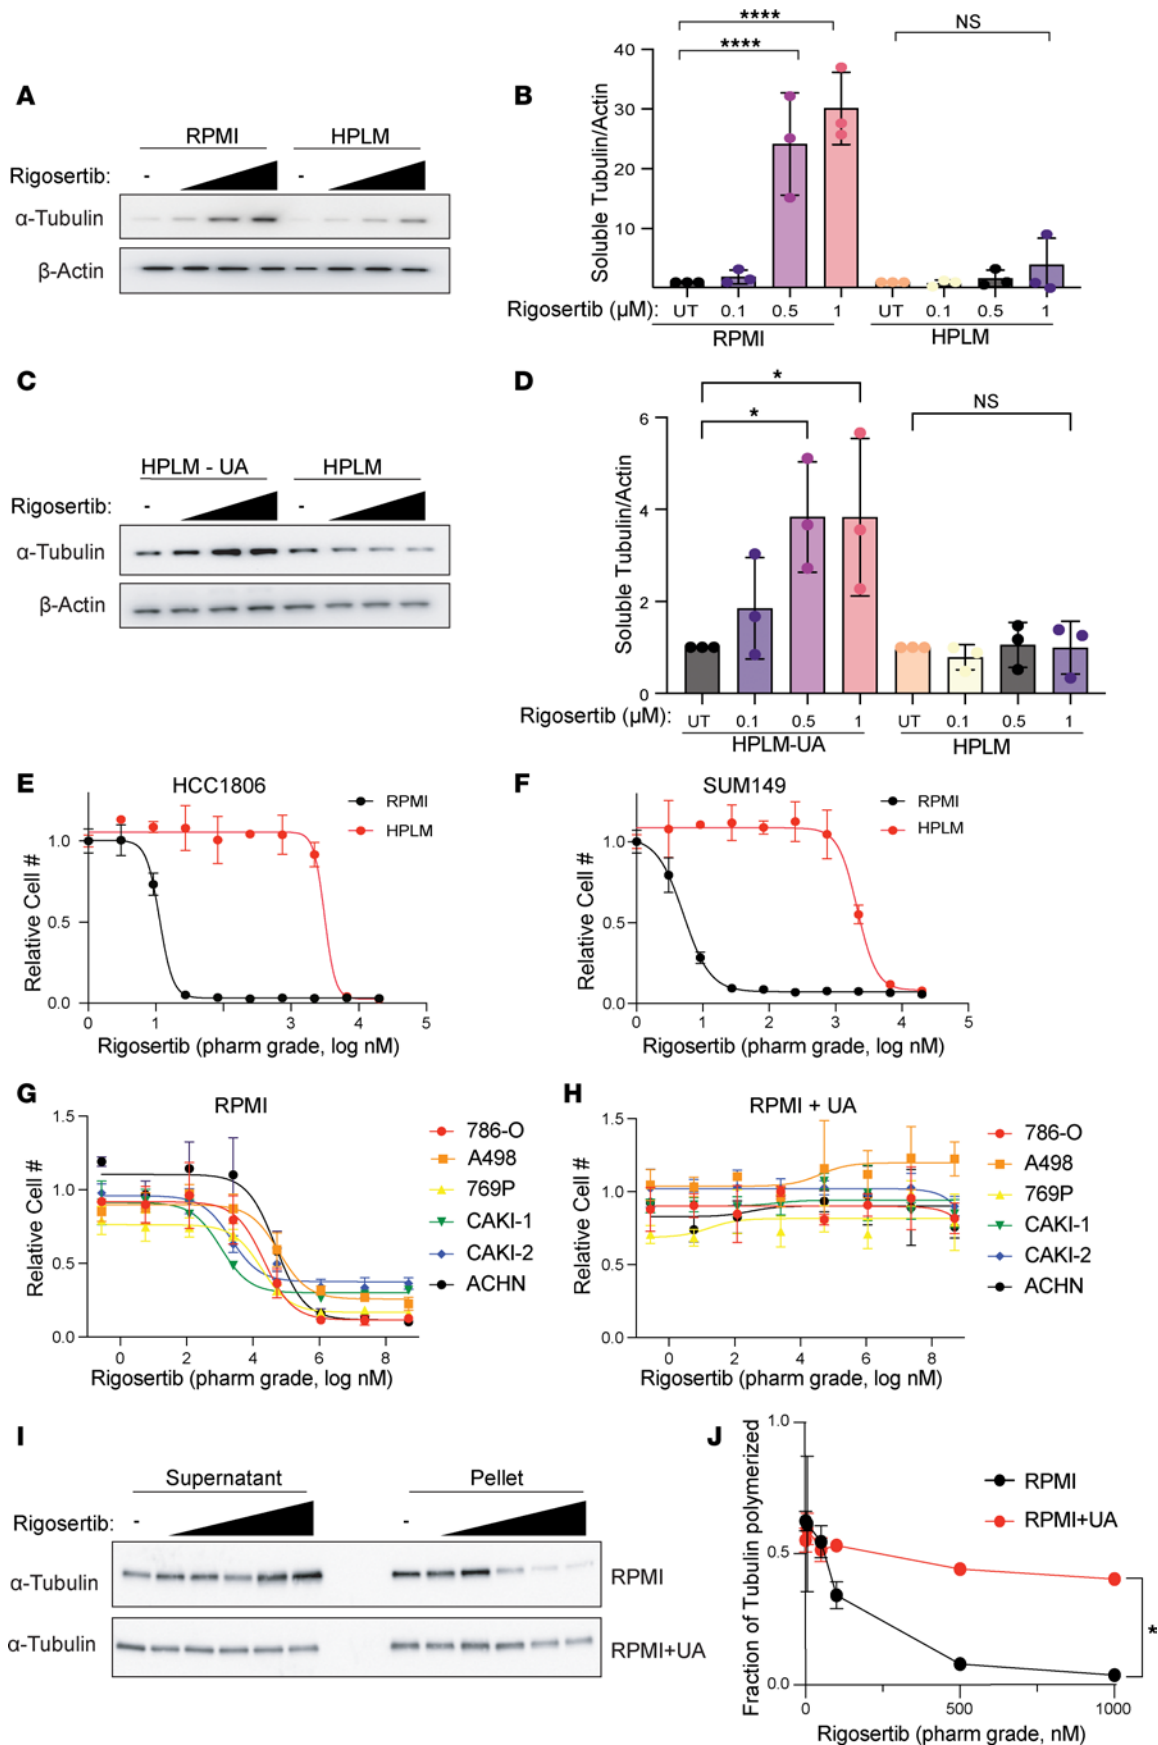 A
RPMI HPLM
Rigosertib: - -
α-Tubulin
β-Actin
B
**** 
****
NS
Soluble Tubulin/Actin
40
30
20
10
Rigosertib (μM): UT 0.1 0.5 1 UT 0.1 0.5 1
RPMI HPLM
C
HPLM - UA HPLM
Rigosertib: - -
α-Tubulin
β-Actin
D
*
*
NS
Soluble Tubulin/Actin
6
4
2
0
Rigosertib (μM): UT 0.1 0.5 1 UT 0.1 0.5 1
HPLM-UA HPLM
E
HCC1806
RPMI
HPLM
Relative Cell #
1.0
0.5
0.0
0 1 2 3 4 5
Rigosertib (pharm grade, log nM)
F
SUM149
RPMI
HPLM
Relative Cell #
1.0
0.5
0.0
0 1 2 3 4 5
Rigosertib (pharm grade, log nM)
G
RPMI
Relative Cell #
1.5
1.0
0.5
0.0
0 2 4 6 8
Rigosertib (pharm grade, log nM)
786-O
A498
769P
CAKI-1
CAKI-2
ACHN
H
RPMI + UA
Relative Cell #
1.5
1.0
0.5
0.0
0 2 4 6 8
Rigosertib (pharm grade, log nM)
786-O
A498
769P
CAKI-1
CAKI-2
ACHN
I
Supernatant Pellet
Rigosertib: - -
α-Tubulin RPMI
α-Tubulin RPMI+UA
J
Fraction of Tubulin polymerized
1.0
0.5
0.0
0 500 1000
Rigosertib (pharm grade, nM)
RPMI
RPMI+UA
*